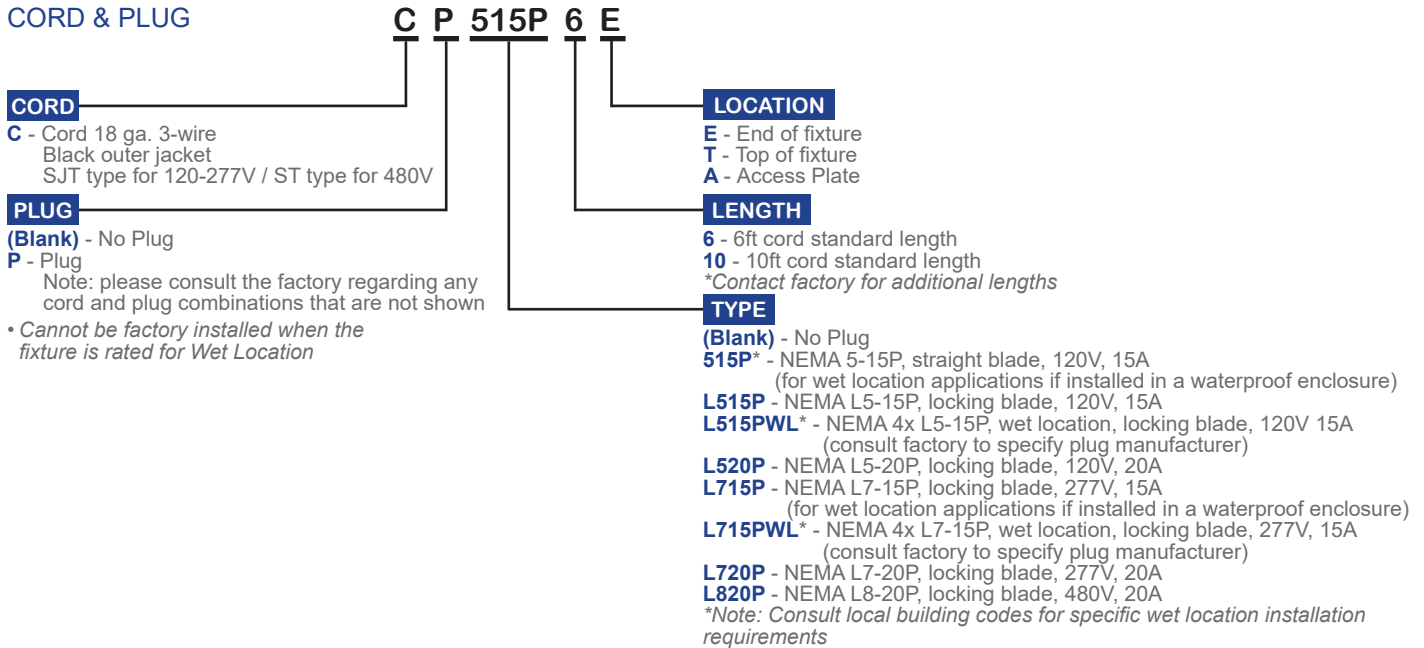 CORD & PLUG
C P 515P 6 E
CORD
C - Cord 18 ga. 3-wire
Black outer jacket
SJT type for 120-277V / ST type for 480V
PLUG
(Blank) - No Plug
P - Plug
Note: please consult the factory regarding any
cord and plug combinations that are not shown
• Cannot be factory installed when the
fixture is rated for Wet Location
LOCATION
E - End of fixture
T - Top of fixture
A - Access Plate
LENGTH
6 - 6ft cord standard length
10 - 10ft cord standard length
*Contact factory for additional lengths
TYPE
(Blank) - No Plug
515P* - NEMA 5-15P, straight blade, 120V, 15A
(for wet location applications if installed in a waterproof enclosure)
L515P - NEMA L5-15P, locking blade, 120V, 15A
L515PWL* - NEMA 4x L5-15P, wet location, locking blade, 120V 15A
(consult factory to specify plug manufacturer)
L520P - NEMA L5-20P, locking blade, 120V, 20A
L715P - NEMA L7-15P, locking blade, 277V, 15A
(for wet location applications if installed in a waterproof enclosure)
L715PWL* - NEMA 4x L7-15P, wet location, locking blade, 277V, 15A
(consult factory to specify plug manufacturer)
L720P - NEMA L7-20P, locking blade, 277V, 20A
L820P - NEMA L8-20P, locking blade, 480V, 20A
*Note: Consult local building codes for specific wet location installation
requirements